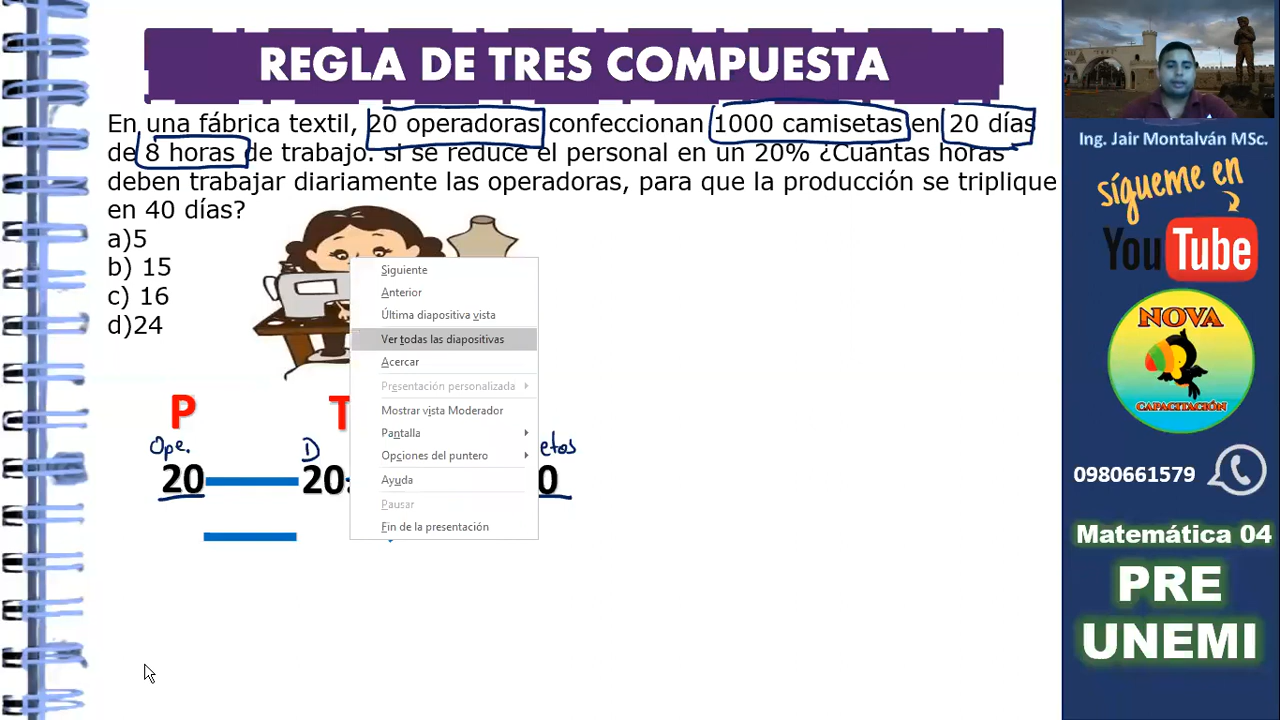 REGLA DE TRES COMPUESTA
En una fábrica textil, 20 operadoras confeccionan 1000 camisetas en 20 días
de 8 horas de trabajo. si se reduce el personal en un 20% ¿Cuántas horas
deben trabajar diariamente las operadoras, para que la producción se triplique
en 40 días?
a)5
b) 15
c) 16
d)24
Siguiente
Anterior
Última diapositiva vista
Ver todas las diapositivas
Acercar
Presentación personalizada
Mostrar vista Moderador
Pantalla
Opciones del puntero
Ayuda
Pausar
Fin de la presentación
P
T
Ope.
D
etas
20
20
0
Ing. Jair Montalván MSc.
sígueme en
YouTube
NOVA
CAPACITACIÓN
0980661579
Matemática 04
PRE
UNEMI